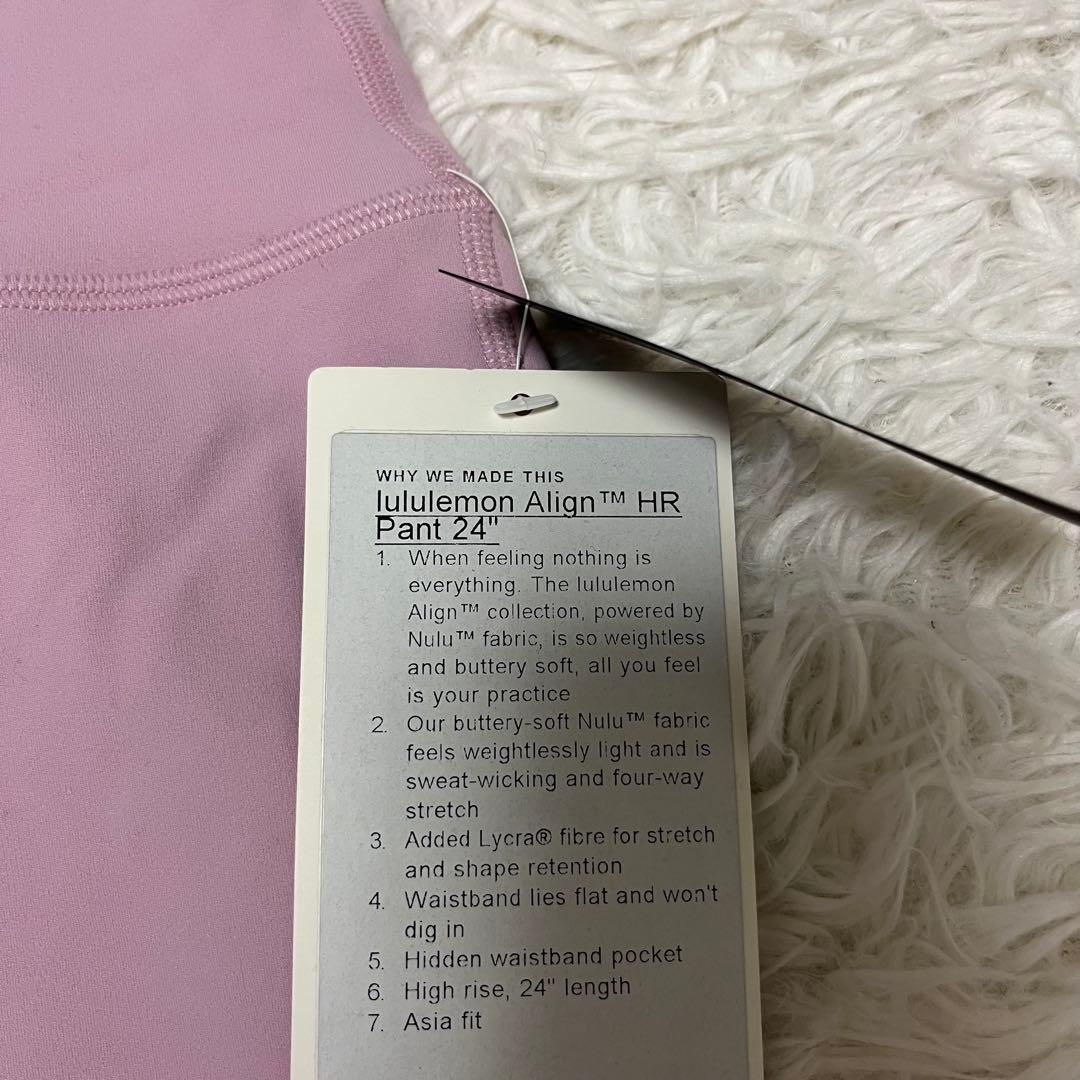 WHY WE MADE THIS
lululemon Align™ HR
Pant 24"
1. When feeling nothing is
everything. The lululemon
Align™ collection, powered by
Nulu™ fabric, is so weightless
and buttery soft, all you feel
is your practice
2. Our buttery-soft Nulu™ fabric
feels weightlessly light and is
sweat-wicking and four-way
stretch
3. Added Lycra® fibre for stretch
and shape retention
4. Waistband lies flat and won't
dig in
5. Hidden waistband pocket
6. High rise, 24" length
7. Asia fit